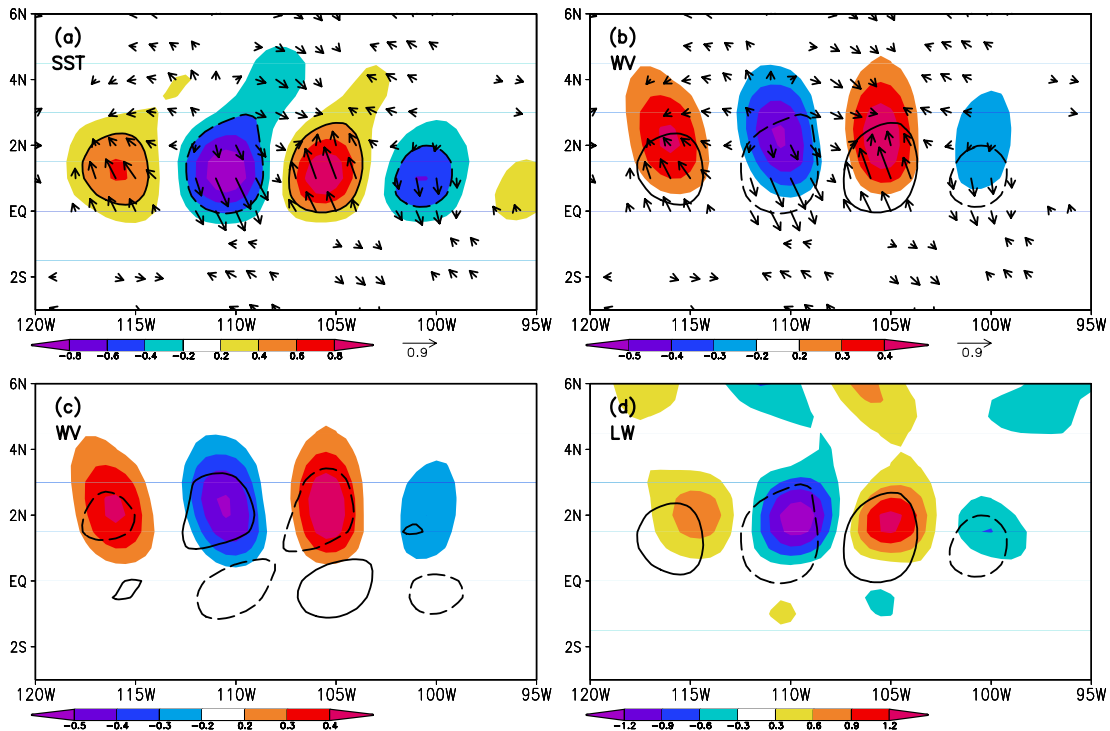 6N
(a)
SST
4N
2N
EQ
2S
120W 115W 110W 105W 100W 95W
-0.8 -0.6 -0.4 -0.2 0.2 0.4 0.6 0.8
0.9
6N
(b)
WV
4N
2N
EQ
2S
120W 115W 110W 105W 100W 95W
-0.5 -0.4 -0.3 -0.2 0.2 0.3 0.4
0.9
6N
(c)
WV
4N
2N
EQ
2S
120W 115W 110W 105W 100W 95W
-0.5 -0.4 -0.3 -0.2 0.2 0.3 0.4
6N
(d)
LW
4N
2N
EQ
2S
120W 115W 110W 105W 100W 95W
-1.2 -0.9 -0.6 -0.3 0.3 0.6 0.9 1.2